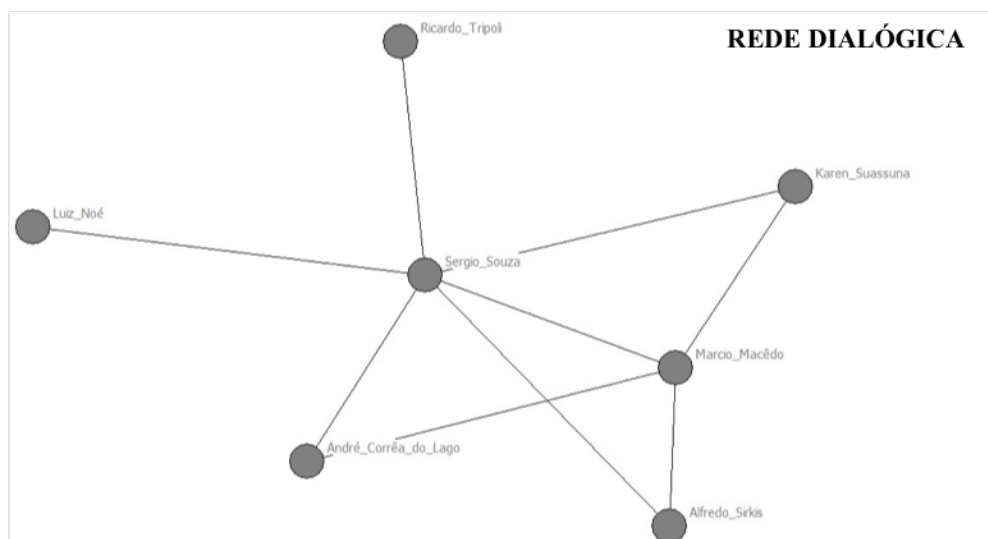 Ricardo_Tripoli
REDE DIALÓGICA
Karen_Suassuna
Luiz_Noé
Sergio_Souza
Marcio_Macêdo
André_Corrêa_do_Lago
Alfredo_Sirkis